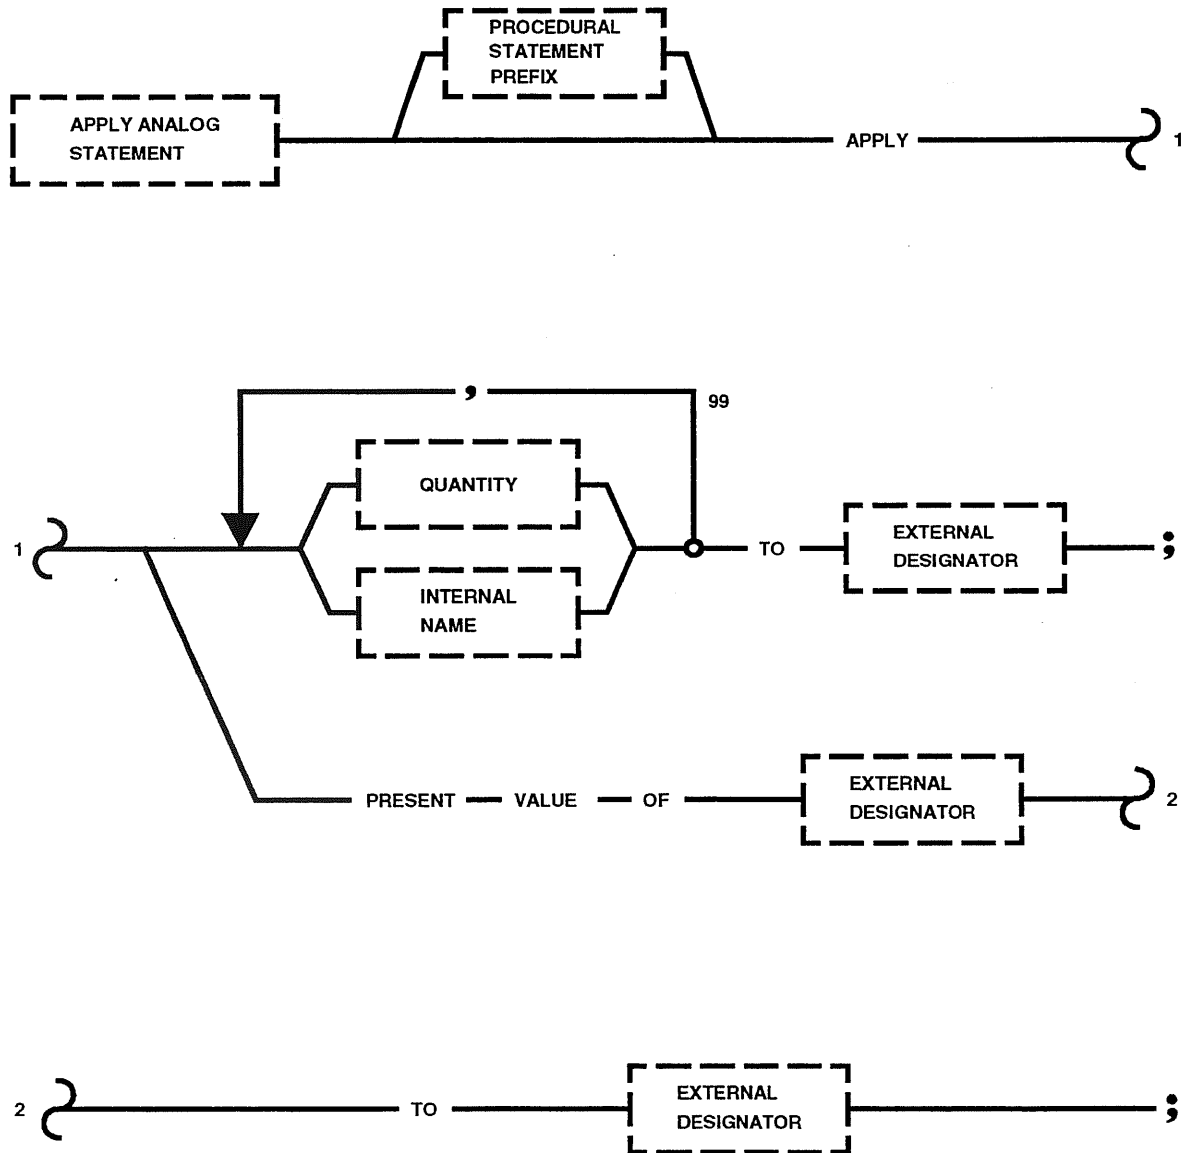 PROCEDURAL
STATEMENT
PREFIX
APPLY ANALOG
STATEMENT
APPLY
1
,
99
QUANTITY
1
TO
EXTERNAL
DESIGNATOR
;
INTERNAL
NAME
PRESENT VALUE OF
EXTERNAL
DESIGNATOR
2
2
TO
EXTERNAL
DESIGNATOR
;